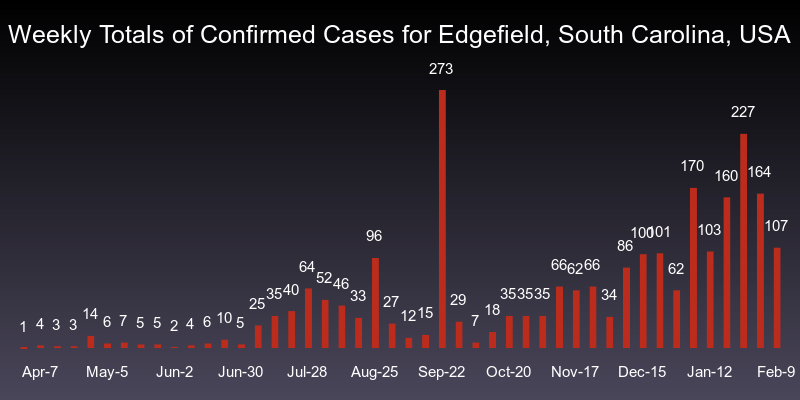 Weekly Totals of Confirmed Cases for Edgefield, South Carolina, USA
273
227
170
164
160
96
107
103
100 101
86
64 66 62 66 62
52 46
25 35 40 33 27 29 35 35 35 34
1 4 3 3 14 6 7 5 5 2 4 6 10 5 12 15 7 18
Apr-7 May-5 Jun-2 Jun-30 Jul-28 Aug-25 Sep-22 Oct-20 Nov-17 Dec-15 Jan-12 Feb-9